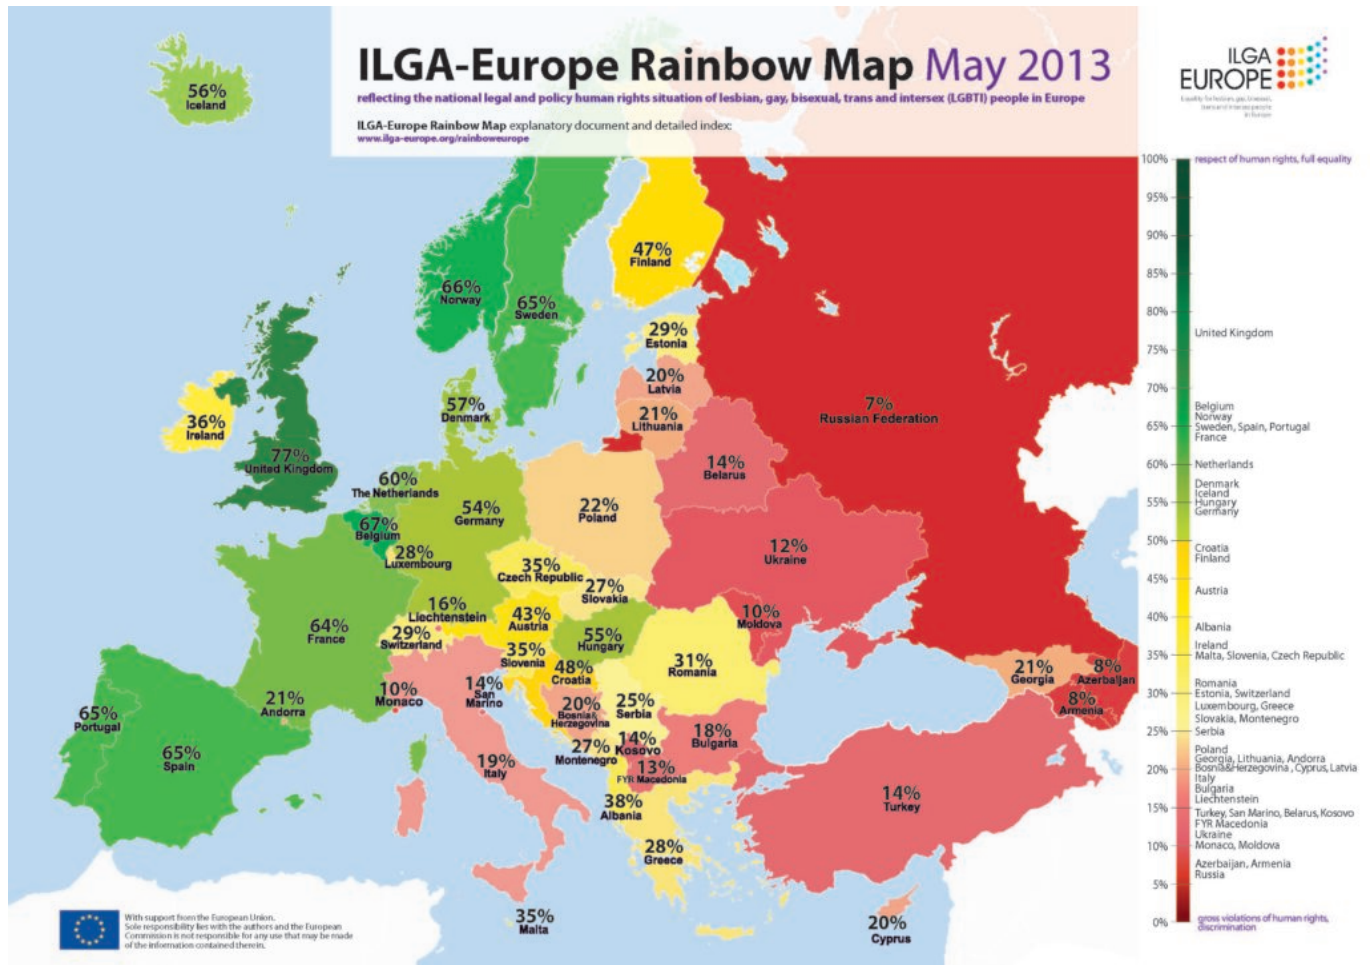 ILGA-Europe Rainbow Map May 2013
reflecting the national legal and policy human rights situation of lesbian, gay, bisexual, trans and intersex (LGBTI) people in Europe
ILGA-Europe Rainbow Map explanatory document and detailed index:
www.ilga-europe.org/rainboweurope
ILGA
EUROPE
Equality for lesbian, gay, bisexual,
trans and intersex people
in Europe
56%
Iceland
47%
Finland
66%
Norway
65%
Sweden
29%
Estonia
20%
Latvia
21%
Lithuania
57%
Denmark
7%
Russian Federation
36%
Ireland
77%
United Kingdom
14%
Belarus
60%
The Netherlands
54%
Germany
22%
Poland
67%
Belgium
28%
Luxembourg
12%
Ukraine
35%
Czech Republic
27%
Slovakia
16%
Liechtenstein
43%
Austria
10%
Moldova
64%
France
29%
Switzerland
55%
Hungary
35%
Slovenia
48%
Croatia
31%
Romania
21%
Georgia
8%
Azerbaijan
8%
Armenia
10%
Monaco
14%
San
Marino
21%
Andorra
20%
Bosnia&
Herzegovina
25%
Serbia
65%
Portugal
65%
Spain
27%
Montenegro
14%
Kosovo
18%
Bulgaria
19%
Italy
13%
FYR Macedonia
38%
Albania
14%
Turkey
28%
Greece
35%
Malta
20%
Cyprus
100%
respect of human rights, full equality
95%
90%
85%
80%
United Kingdom
75%
70%
Belgium
Norway
65%
Sweden, Spain, Portugal
France
60%
Netherlands
Denmark
Iceland
55%
Hungary
Germany
50%
Croatia
Finland
45%
Austria
40%
Albania
Ireland
35%
Malta, Slovenia, Czech Republic
Romania
30%
Estonia, Switzerland
Luxembourg, Greece
Slovakia, Montenegro
25%
Serbia
Poland
Georgia, Lithuania, Andorra
20%
Bosnia&Herzegovina , Cyprus, Latvia
Italy
Bulgaria
Liechtenstein
15%
Turkey, San Marino, Belarus, Kosovo
FYR Macedonia
Ukraine
10%
Monaco, Moldova
Azerbaijan, Armenia
Russia
5%
0%
gross violations of human rights,
discrimination
With support from the European Union.
Sole responsibility lies with the authors and the European
Commission is not responsible for any use that may be made
of the information contained therein.